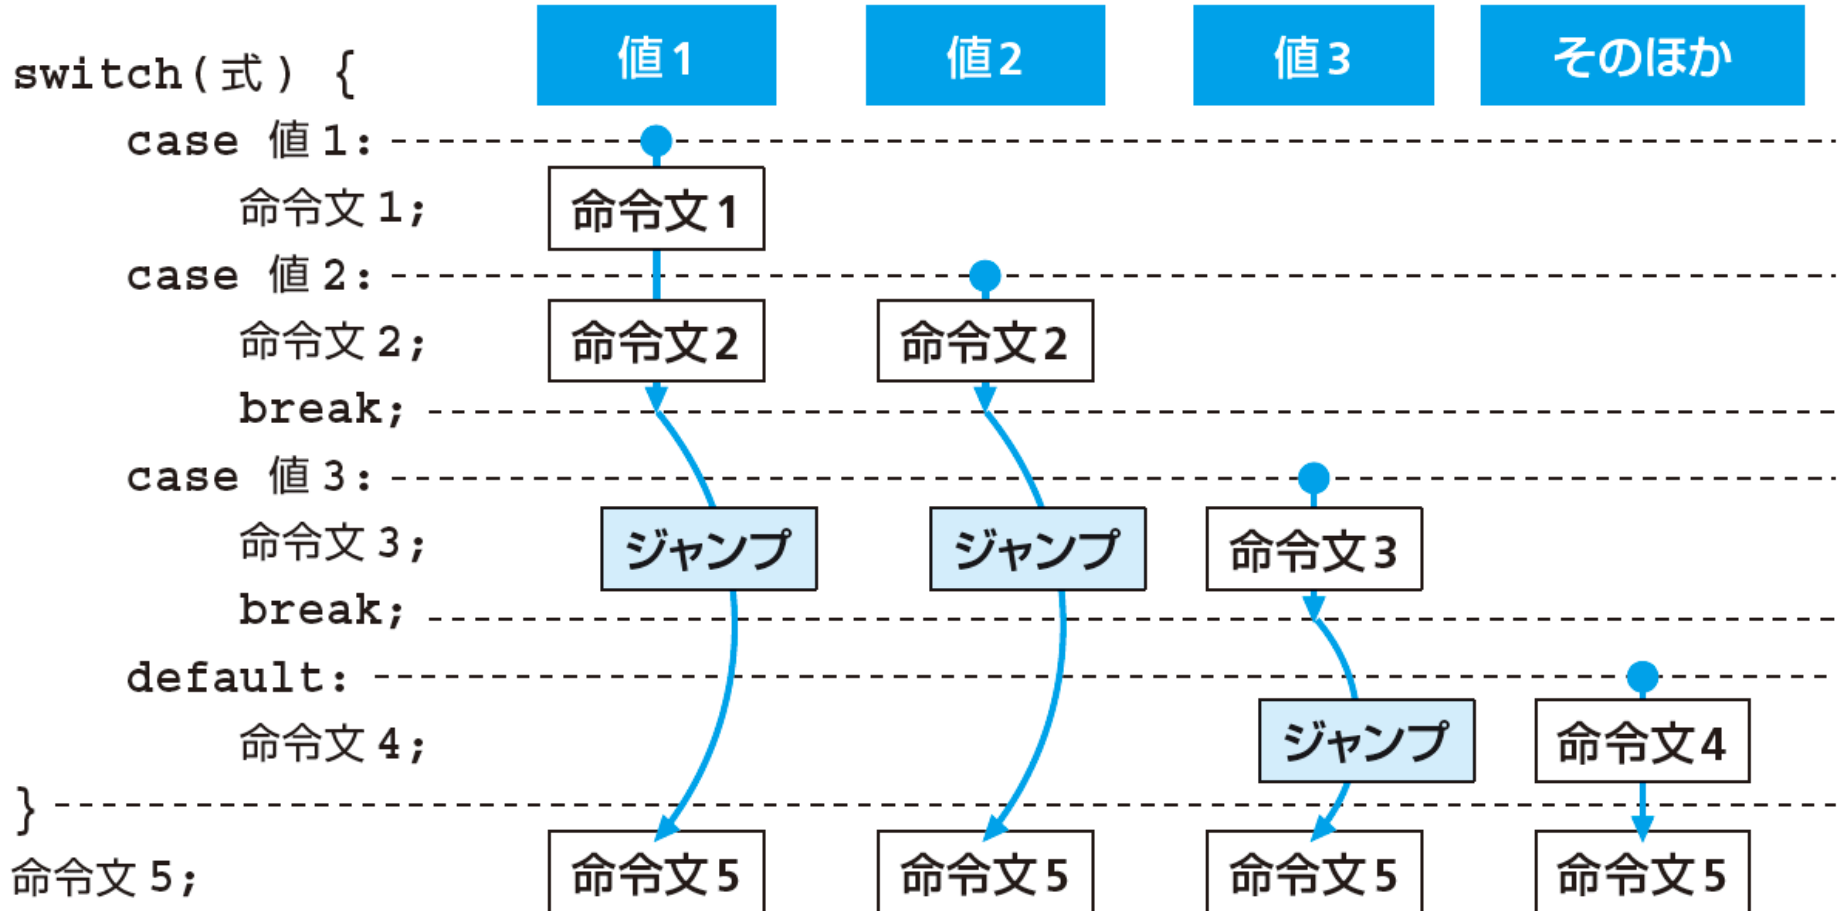 値1 値2 値3 そのほか
switch(式) {
case 値1:
命令文1; 命令文1
case 値2:
命令文2; 命令文2 命令文2
break;
case 値3:
命令文3; ジャンプ ジャンプ 命令文3
break;
default:
命令文4; ジャンプ 命令文4
}
命令文5; 命令文5 命令文5 命令文5 命令文5